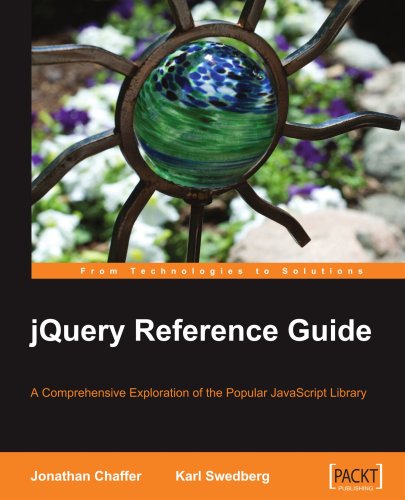 From Technologies to Solutions
jQuery Reference Guide
A Comprehensive Exploration of the Popular JavaScript Library
Jonathan Chaffer Karl Swedberg
[PACKT]
PUBLISHING